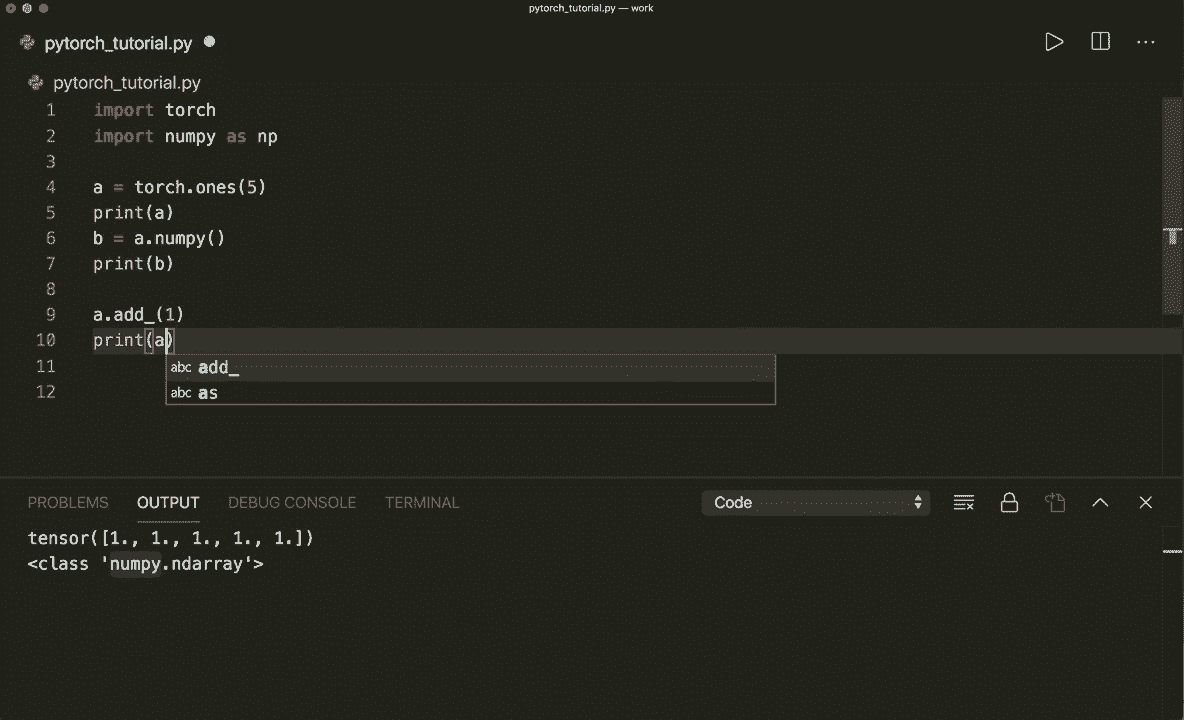 pytorch_tutorial.py — work
pytorch_tutorial.py
pytorch_tutorial.py
1 import torch
2 import numpy as np
3
4 a = torch.ones(5)
5 print(a)
6 b = a.numpy()
7 print(b)
8
9 a.add_(1)
10 print(a)
11 abc add_
12 abc as
PROBLEMS OUTPUT DEBUG CONSOLE TERMINAL Code
tensor([1., 1., 1., 1., 1.])
<class 'numpy.ndarray'>